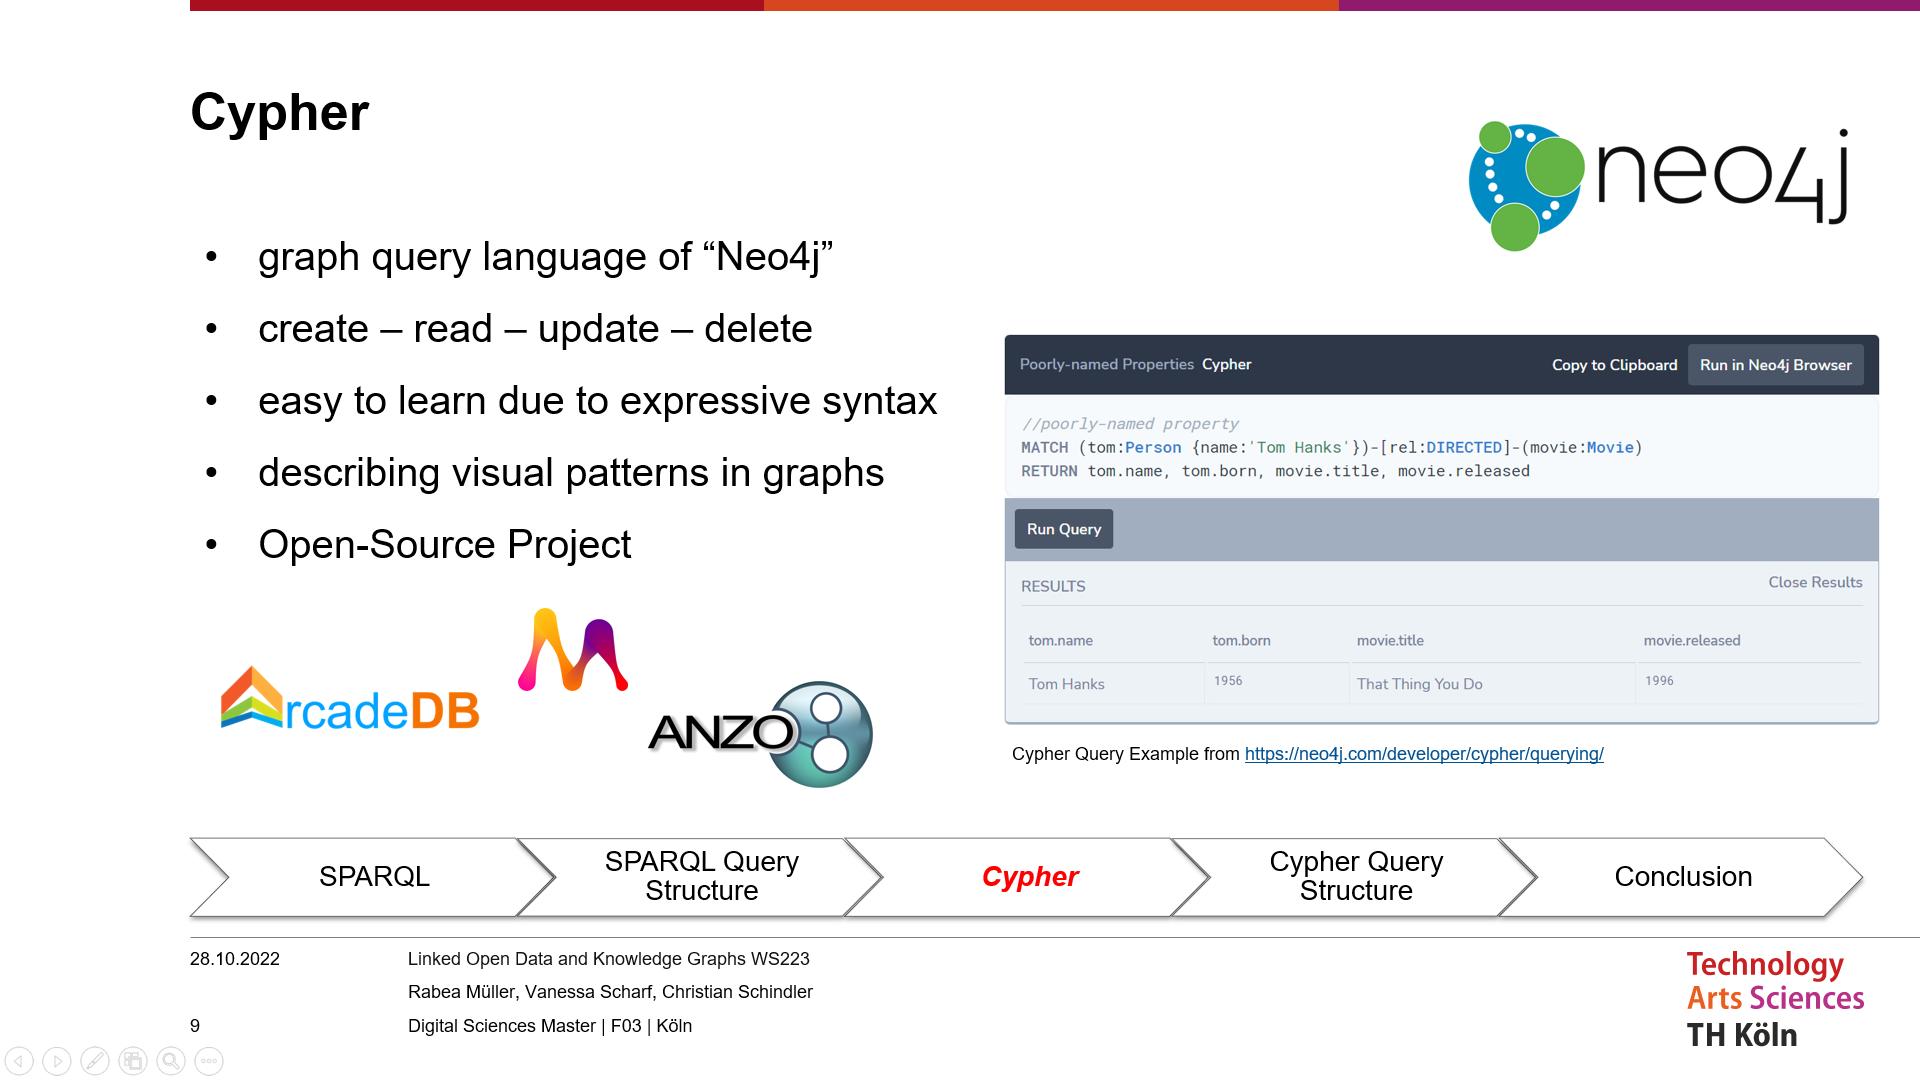 Cypher
neo4j
• graph query language of “Neo4j”
• create – read – update – delete
• easy to learn due to expressive syntax
• describing visual patterns in graphs
• Open-Source Project
rcadeDB
ANZO
Poorly-named Properties Cypher Copy to Clipboard Run in Neo4j Browser
//poorly-named property
MATCH (tom:Person {name:'Tom Hanks'})-[rel:DIRECTED]-(movie:Movie)
RETURN tom.name, tom.born, movie.title, movie.released
Run Query
RESULTS Close Results
tom.name tom.born movie.title movie.released
Tom Hanks 1956 That Thing You Do 1996
Cypher Query Example from https://neo4j.com/developer/cypher/querying/
SPARQL
SPARQL Query
Structure
Cypher
Cypher Query
Structure
Conclusion
28.10.2022 Linked Open Data and Knowledge Graphs WS223
Rabea Müller, Vanessa Scharf, Christian Schindler
9 Digital Sciences Master | F03 | Köln
Technology
Arts Sciences
TH Köln